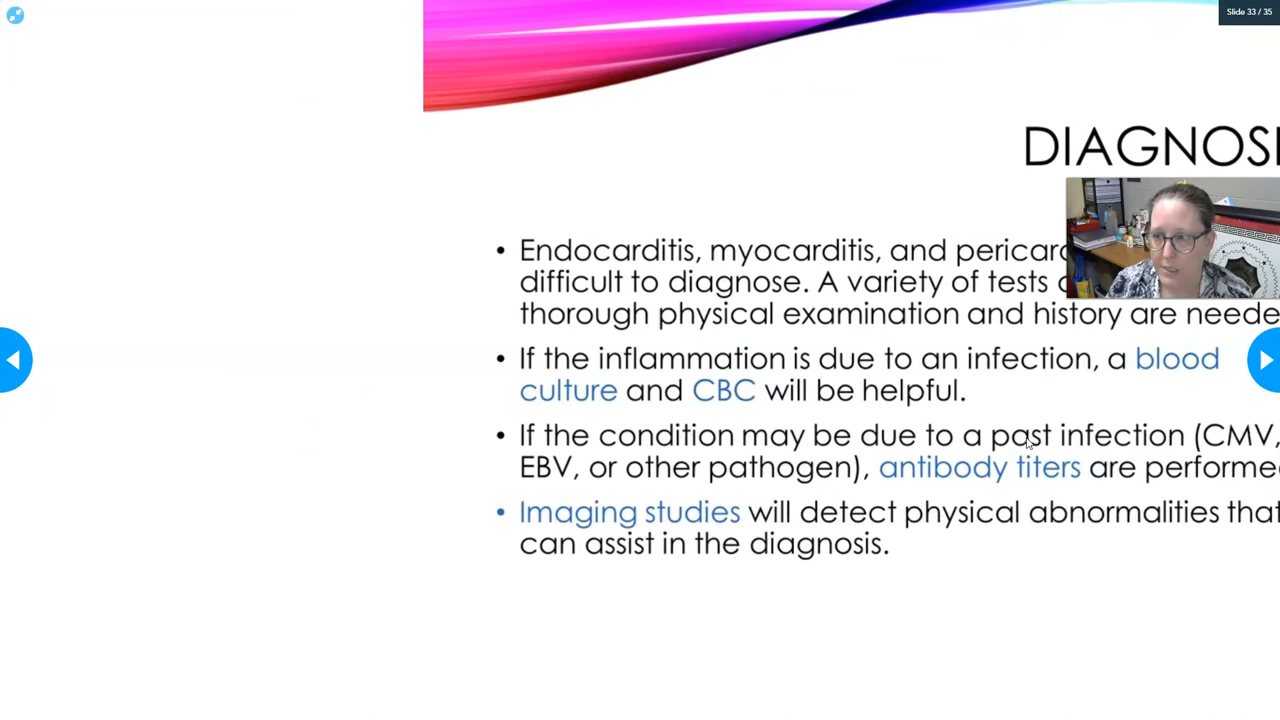 Slide 33 / 35
DIAGNOSI
• Endocarditis, myocarditis, and pericard
difficult to diagnose. A variety of tests
thorough physical examination and history are neede
• If the inflammation is due to an infection, a blood
culture and CBC will be helpful.
• If the condition may be due to a past infection (CMV,
EBV, or other pathogen), antibody titers are performe
• Imaging studies will detect physical abnormalities that
can assist in the diagnosis.